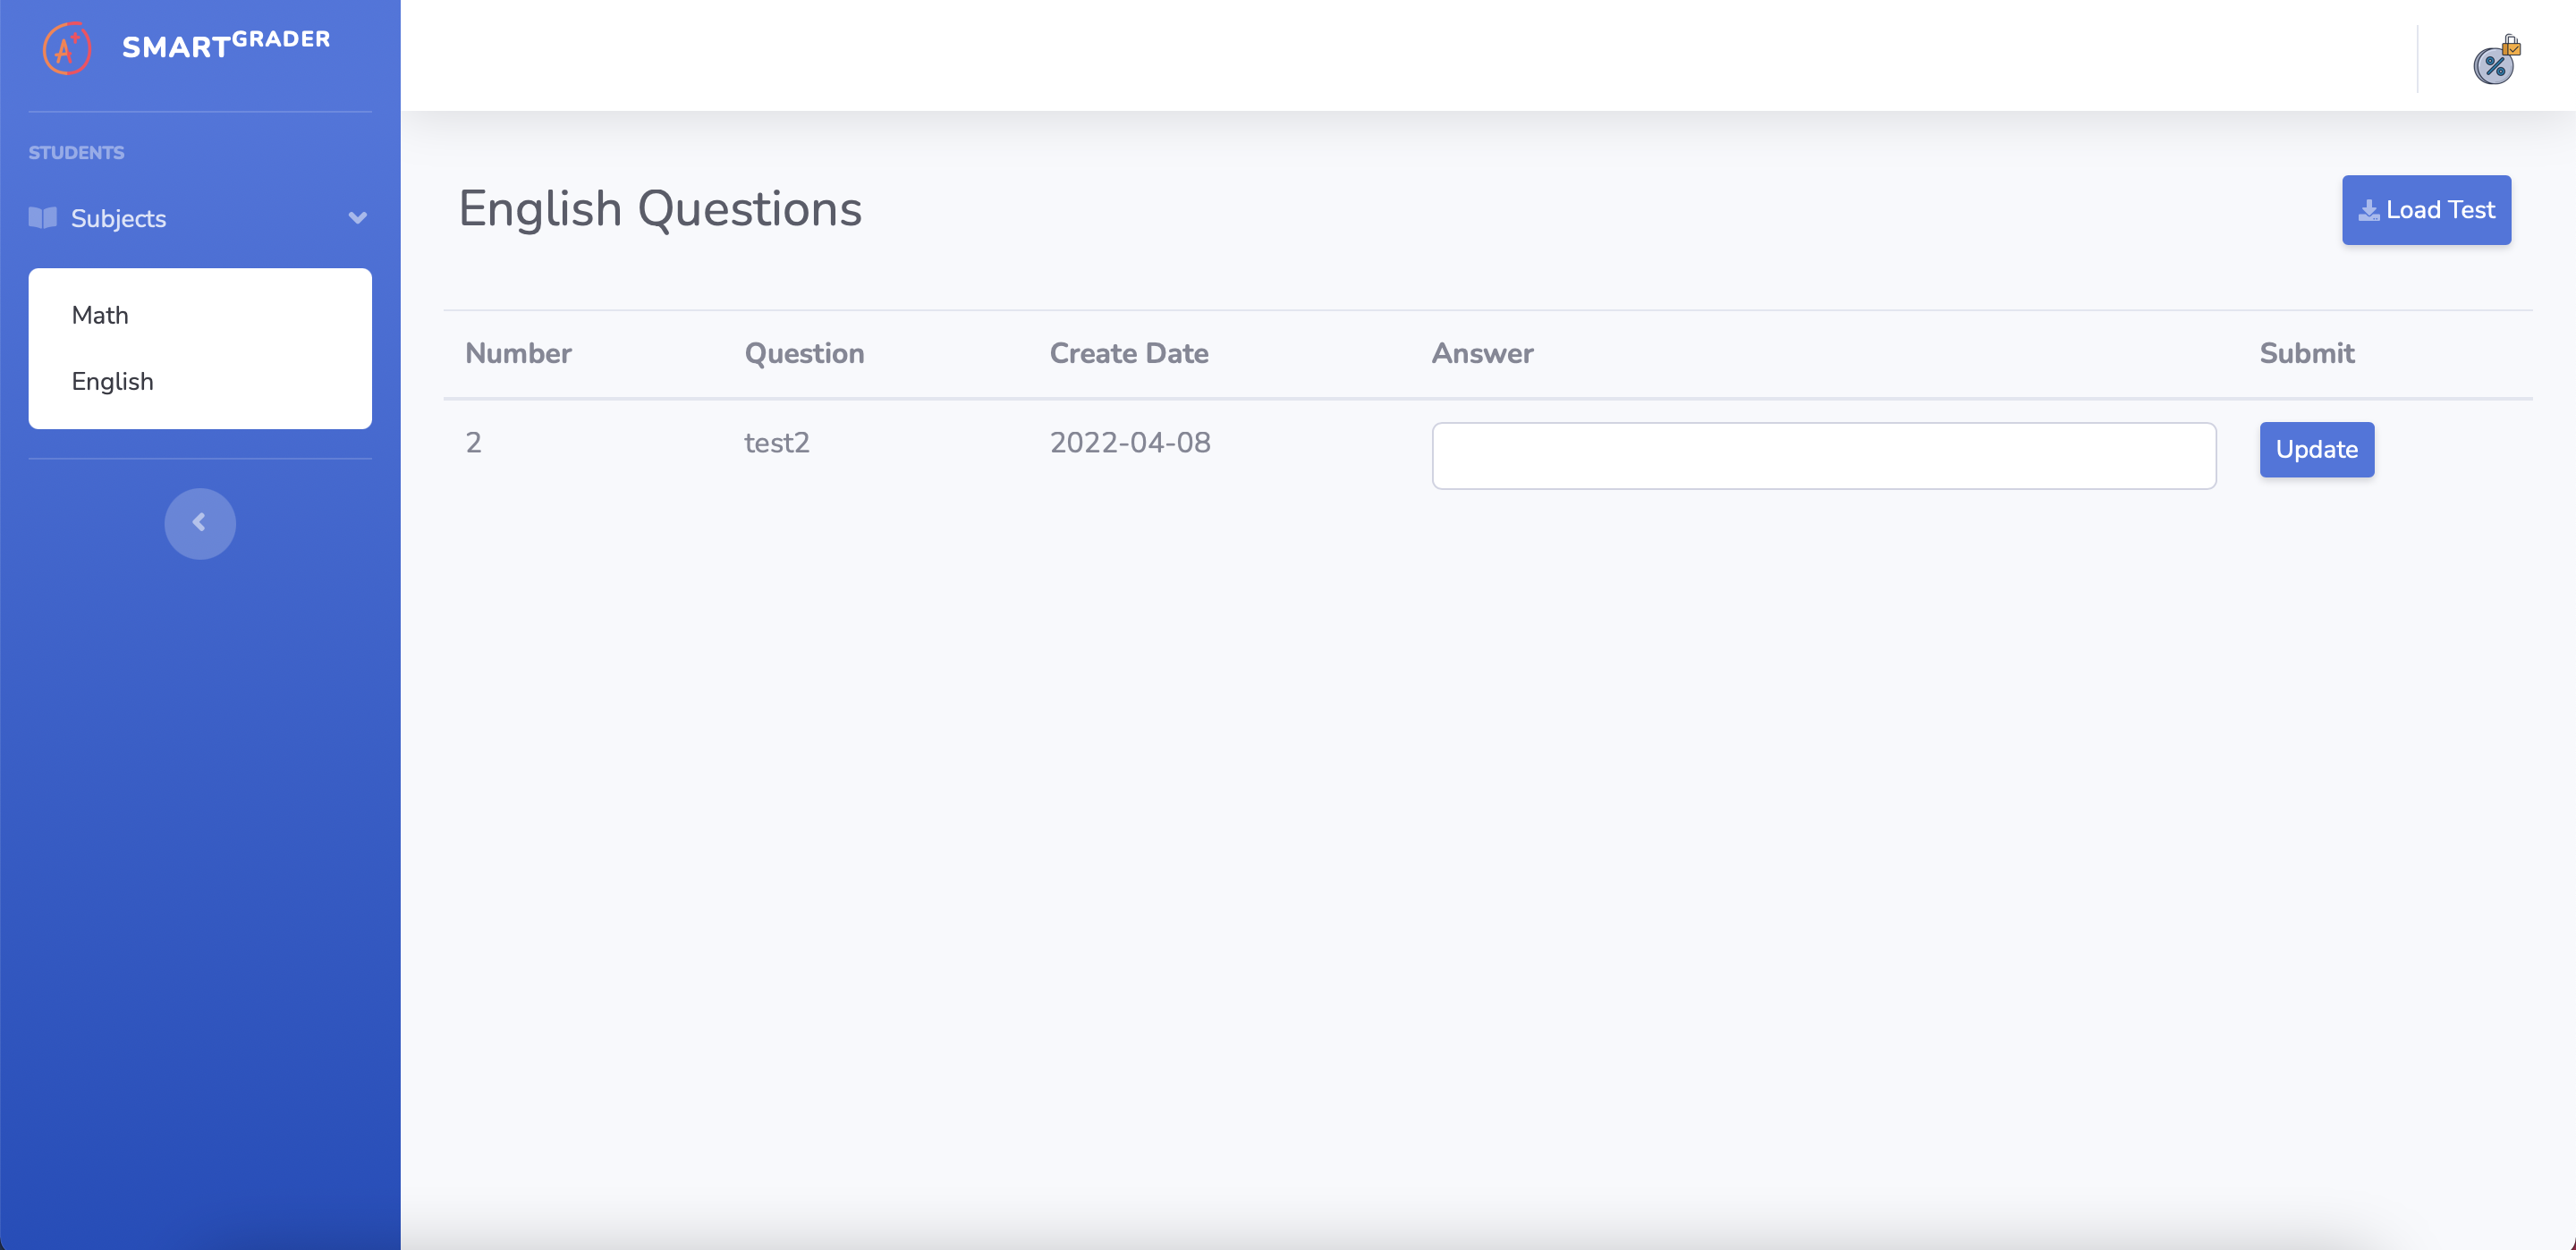 SMARTGRADER
STUDENTS
Subjects
Math
English
English Questions
Load Test
Number Question Create Date Answer Submit
2 test2 2022-04-08 Update